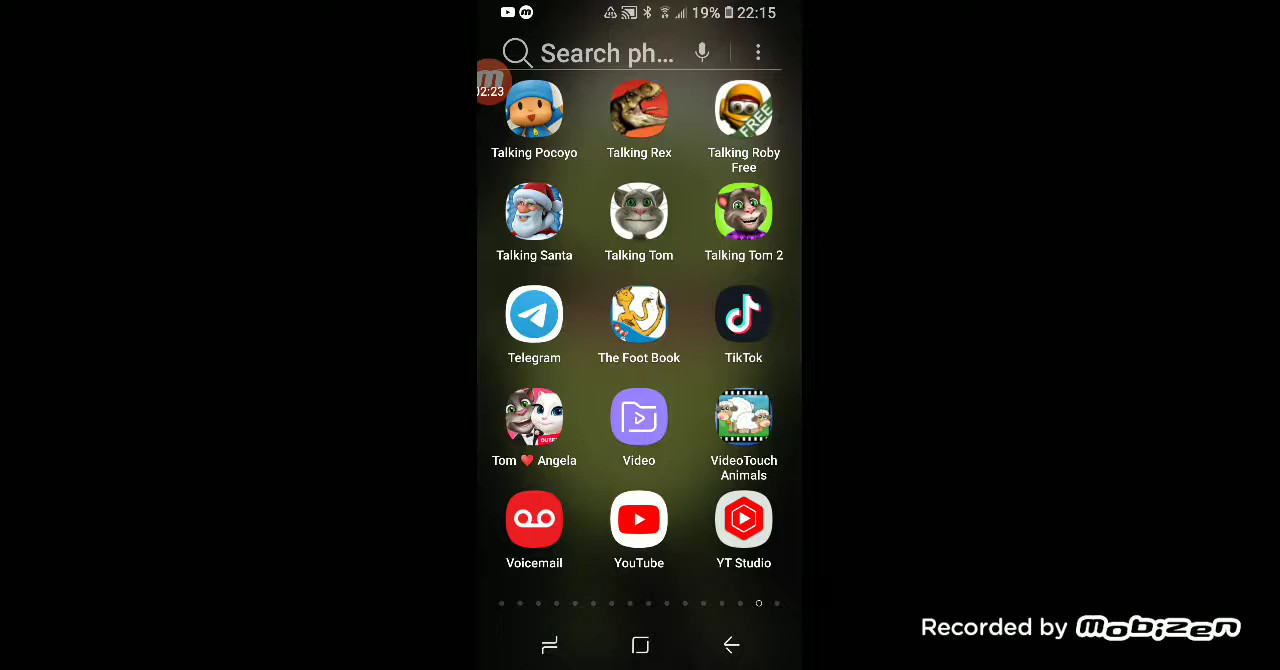 19% 22:15
Search ph...
02:23
Talking Pocoyo
Talking Rex
Talking Roby
Free
FREE
Talking Santa
Talking Tom
Talking Tom 2
Telegram
The Foot Book
TikTok
Tom ❤️ Angela
Video
VideoTouch
Animals
Voicemail
YouTube
YT Studio
Recorded by mobizen